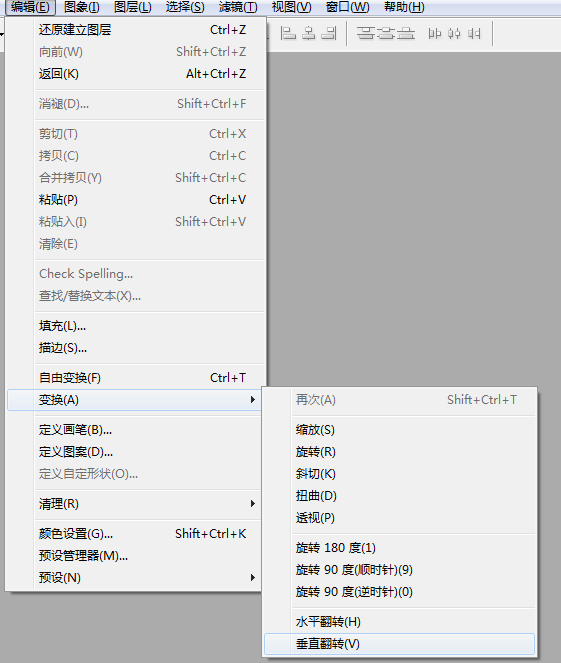 编辑(E) 图象(I) 图层(L) 选择(S) 滤镜(T) 视图(V) 窗口(W) 帮助(H)
还原建立图层 Ctrl+Z
向前(W) Shift+Ctrl+Z
返回(K) Alt+Ctrl+Z
消褪(D)... Shift+Ctrl+F
剪切(T) Ctrl+X
拷贝(C) Ctrl+C
合并拷贝(Y) Shift+Ctrl+C
粘贴(P) Ctrl+V
粘贴入(I) Shift+Ctrl+V
清除(E)
Check Spelling...
查找/替换文本(X)...
填充(L)...
描边(S)...
自由变换(F) Ctrl+T
变换(A)
定义画笔(B)...
定义图案(D)...
定义自定形状(O)...
清理(R)
颜色设置(G)... Shift+Ctrl+K
预设管理器(M)...
预设(N)
再次(A) Shift+Ctrl+T
缩放(S)
旋转(R)
斜切(K)
扭曲(D)
透视(P)
旋转 180 度(1)
旋转 90 度(顺时针)(9)
旋转 90 度(逆时针)(0)
水平翻转(H)
垂直翻转(V)